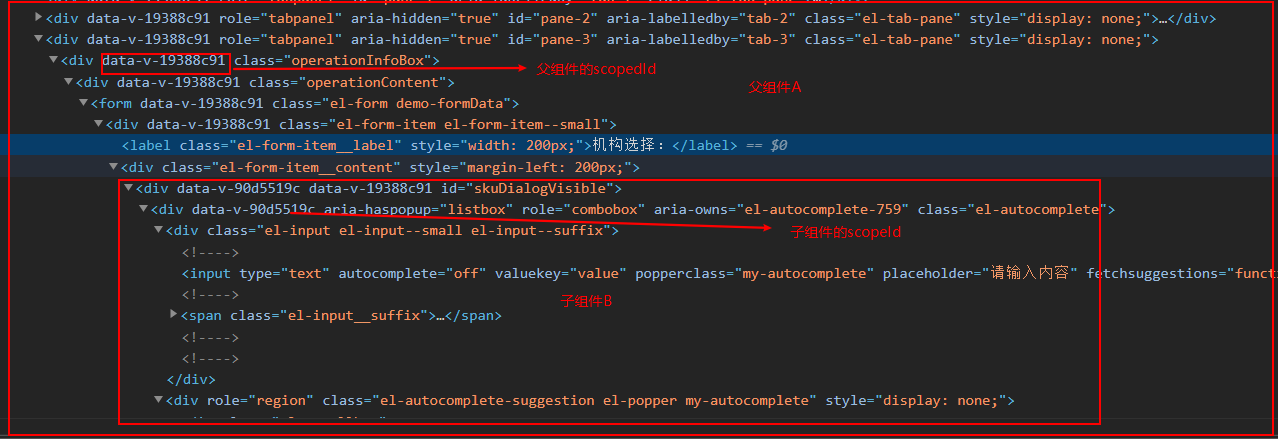 ▶<div data-v-19388c91 role="tabpanel" aria-hidden="true" id="pane-2" aria-labelledby="tab-2" class="el-tab-pane" style="display: none;">…</div>
▼<div data-v-19388c91 role="tabpanel" aria-hidden="true" id="pane-3" aria-labelledby="tab-3" class="el-tab-pane" style="display: none;">
▼<div data-v-19388c91 class="operationInfoBox"> 父组件的scopedId
▼<div data-v-19388c91 class="operationContent"> 父组件A
▼<form data-v-19388c91 class="el-form demo-formData">
▼<div data-v-19388c91 class="el-form-item el-form-item--small">
<label class="el-form-item__label" style="width: 200px;">机构选择：</label> == $0
▼<div class="el-form-item__content" style="margin-left: 200px;">
▼<div data-v-90d5519c data-v-19388c91 id="skuDialogVisible">
▼<div data-v-90d5519c aria-haspopup="listbox" role="combobox" aria-owns="el-autocomplete-759" class="el-autocomplete">
▼<div class="el-input el-input--small el-input--suffix"> 子组件的scopeId
<!---->
<input type="text" autocomplete="off" valuekey="value" popperclass="my-autocomplete" placeholder="请输入内容" fetchsuggestions="functi
<!----> 子组件B
▶<span class="el-input__suffix">…</span>
<!---->
<!---->
</div>
▼<div role="region" class="el-autocomplete-suggestion el-popper my-autocomplete" style="display: none;">